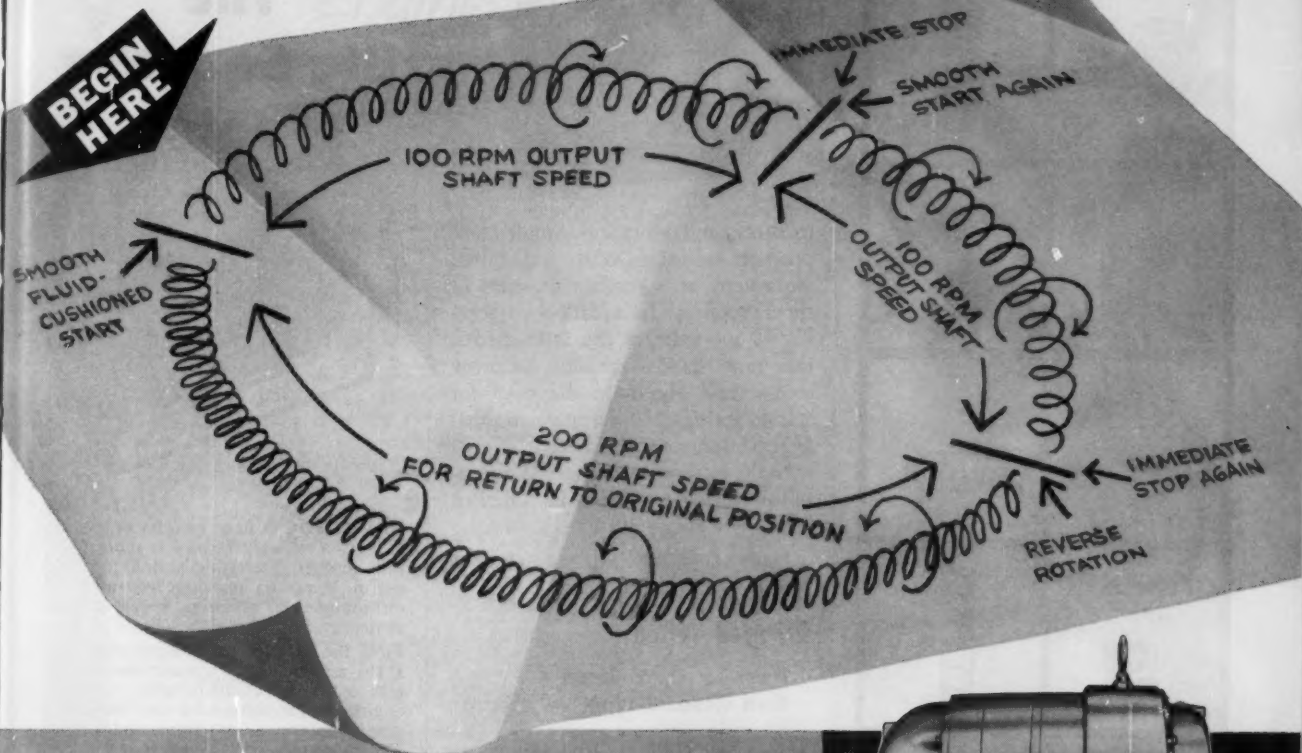 BEGIN
HERE
IMMEDIATE STOP
SMOOTH
START AGAIN
100 RPM OUTPUT
SHAFT SPEED
SMOOTH
FLUID-
CUSHIONED
START
100 RPM
OUTPUT SHAFT
SPEED
200 RPM
OUTPUT SHAFT SPEED
FOR RETURN TO ORIGINAL POSITION
IMMEDIATE
STOP AGAIN
REVERSE
ROTATION